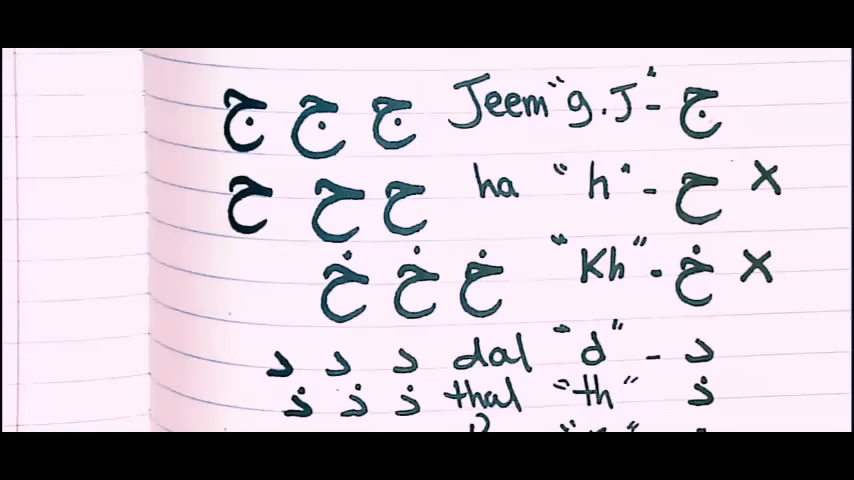 ج ج ج Jeem "g.J" - ج
ح ح ح ha "h" - ح X
خ خ خ "Kh" - خ X
د د د dal "d" - د
ذ ذ ذ thal "th" ذ